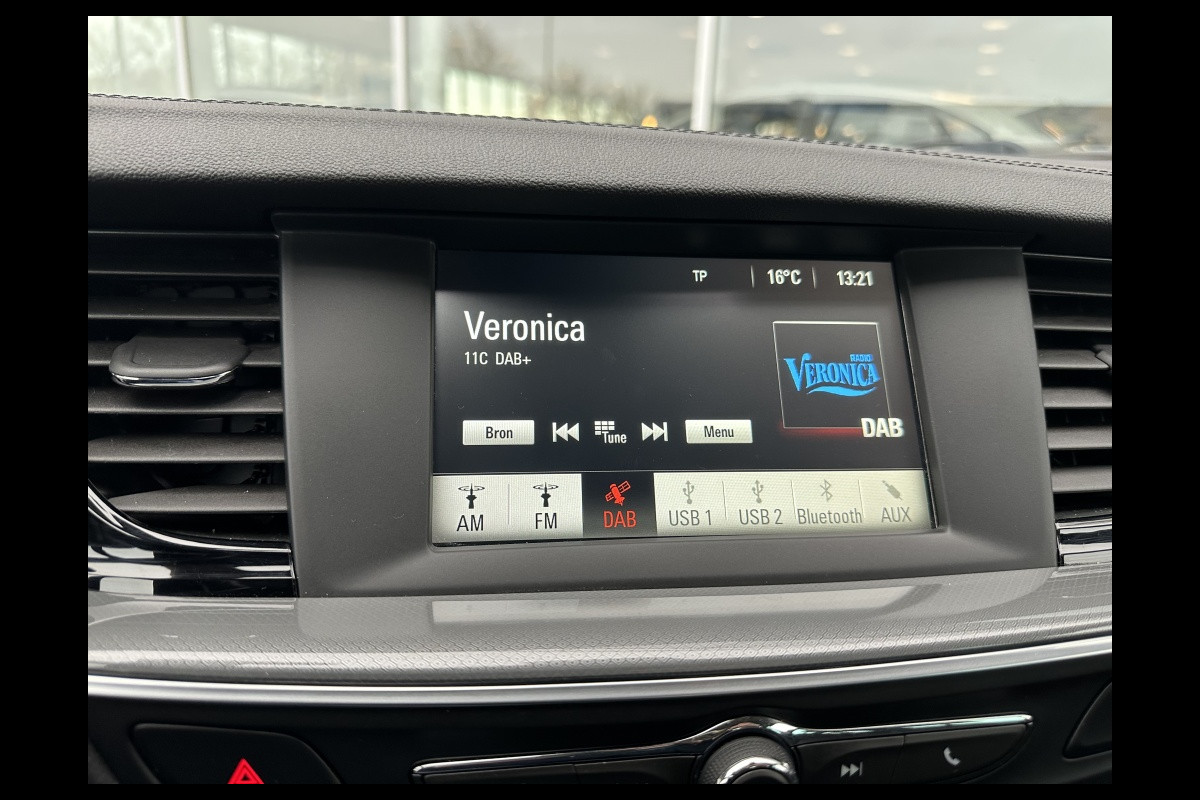 TP 16°C 13:21
Veronica
11C DAB+
RADIO
VERONICA
DAB
Bron Tune Menu
AM FM DAB USB 1 USB 2 Bluetooth AUX